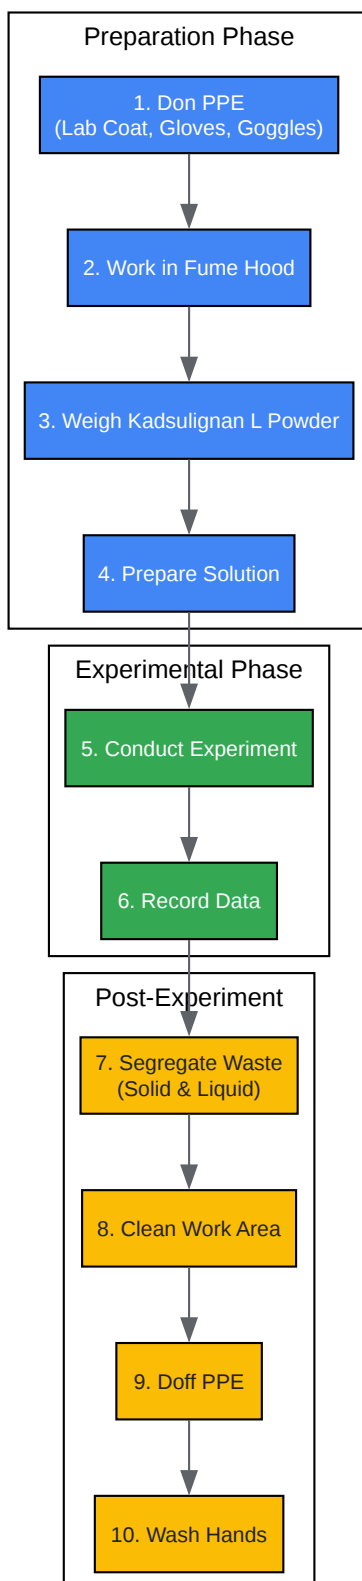 Preparation Phase
1. Don PPE
(Lab Coat, Gloves, Goggles)
2. Work in Fume Hood
3. Weigh Kadsulignan L Powder
4. Prepare Solution
Experimental Phase
5. Conduct Experiment
6. Record Data
Post-Experiment
7. Segregate Waste
(Solid & Liquid)
8. Clean Work Area
9. Doff PPE
10. Wash Hands